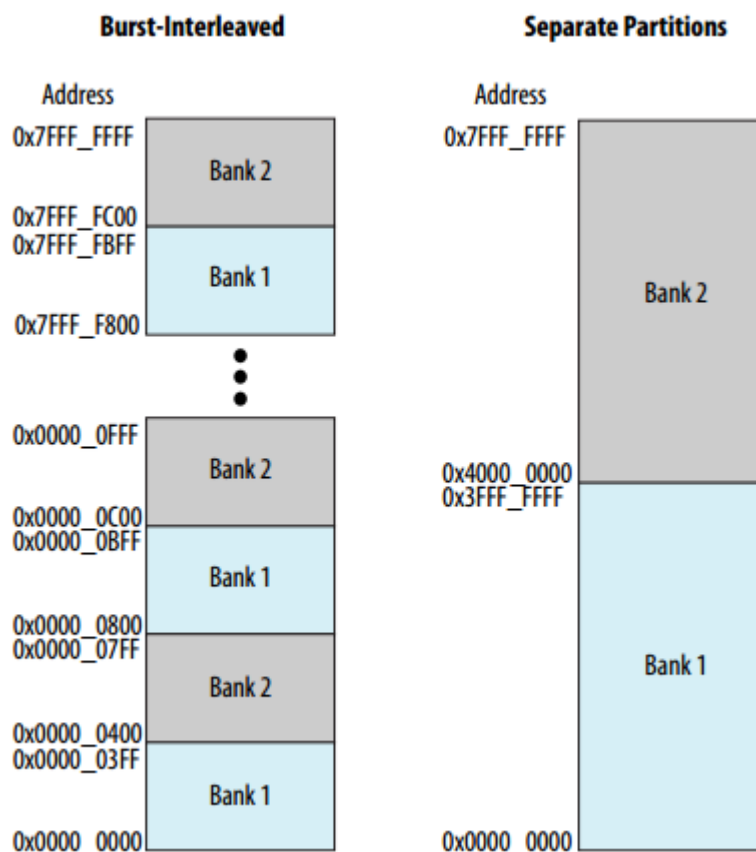 Burst-Interleaved
Address
0x7FFF_FFFF
Bank 2
0x7FFF_FC00
0x7FFF_FBFF
Bank 1
0x7FFF_F800
0x0000_0FFF
Bank 2
0x0000_0C00
0x0000_0BFF
Bank 1
0x0000_0800
0x0000_07FF
Bank 2
0x0000_0400
0x0000_03FF
Bank 1
0x0000_0000
Separate Partitions
Address
0x7FFF_FFFF
Bank 2
0x4000_0000
0x3FFF_FFFF
Bank 1
0x0000_0000